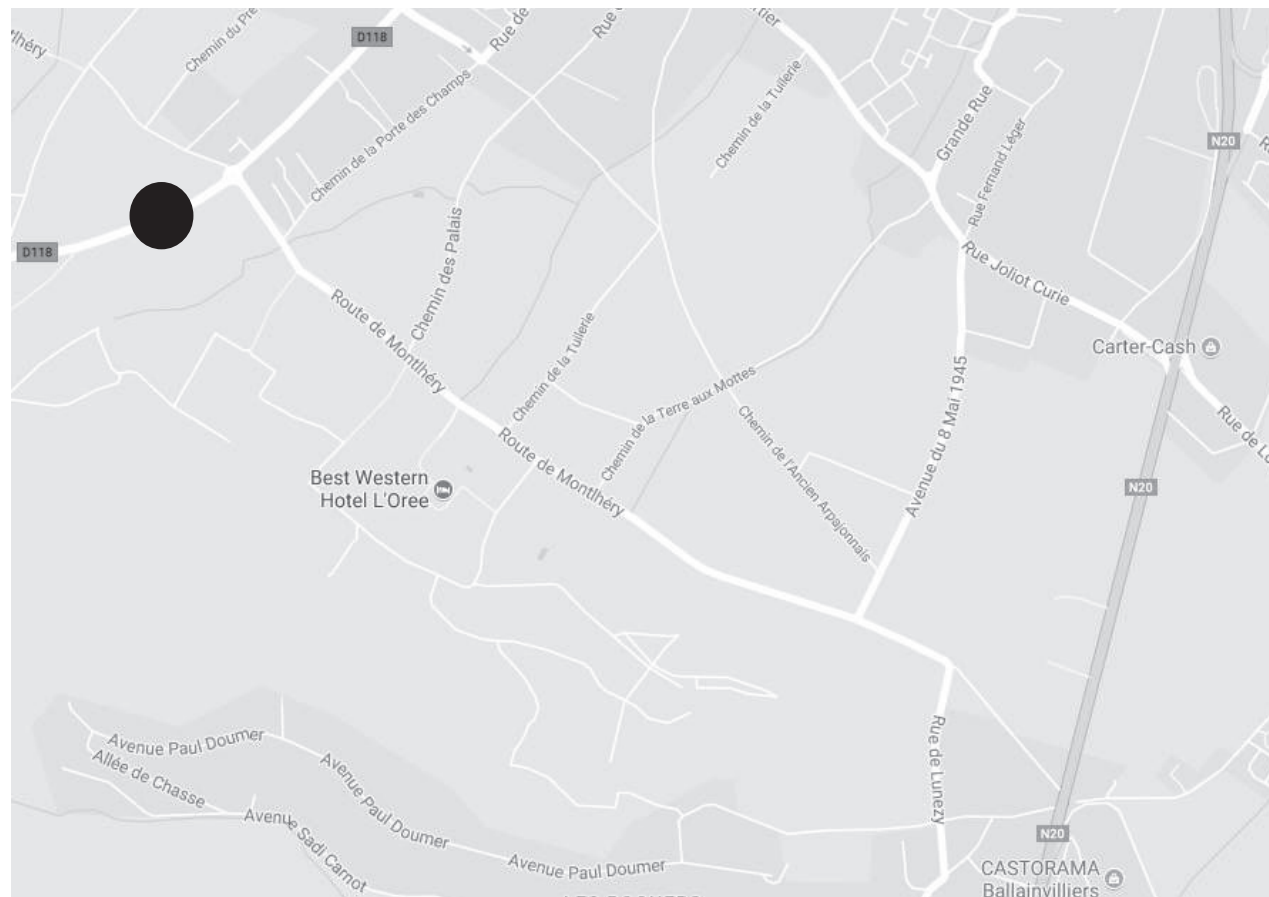 D118
Rue de
Rue
Chemin de la Porte des Champs
Chemin de la Tuilerie
Grande Rue
Rue Fernand Léger
N20
D118
Chemin des Palais
Rue Joliot Curie
Route de Montlhéry
Chemin de la Tuilerie
Carter-Cash
Chemin de la Terre aux Mottes
Avenue du 8 Mai 1945
Chemin de l'Ancien Arpajonnais
Route de Montlhéry
Best Western
Hotel L'Oree
N20
Avenue Paul Doumer
Allée de Chasse
Avenue Paul Doumer
Avenue Sadi Carnot
Avenue Paul Doumer
Rue de Lunezy
N20
CASTORAMA
Ballainvilliers